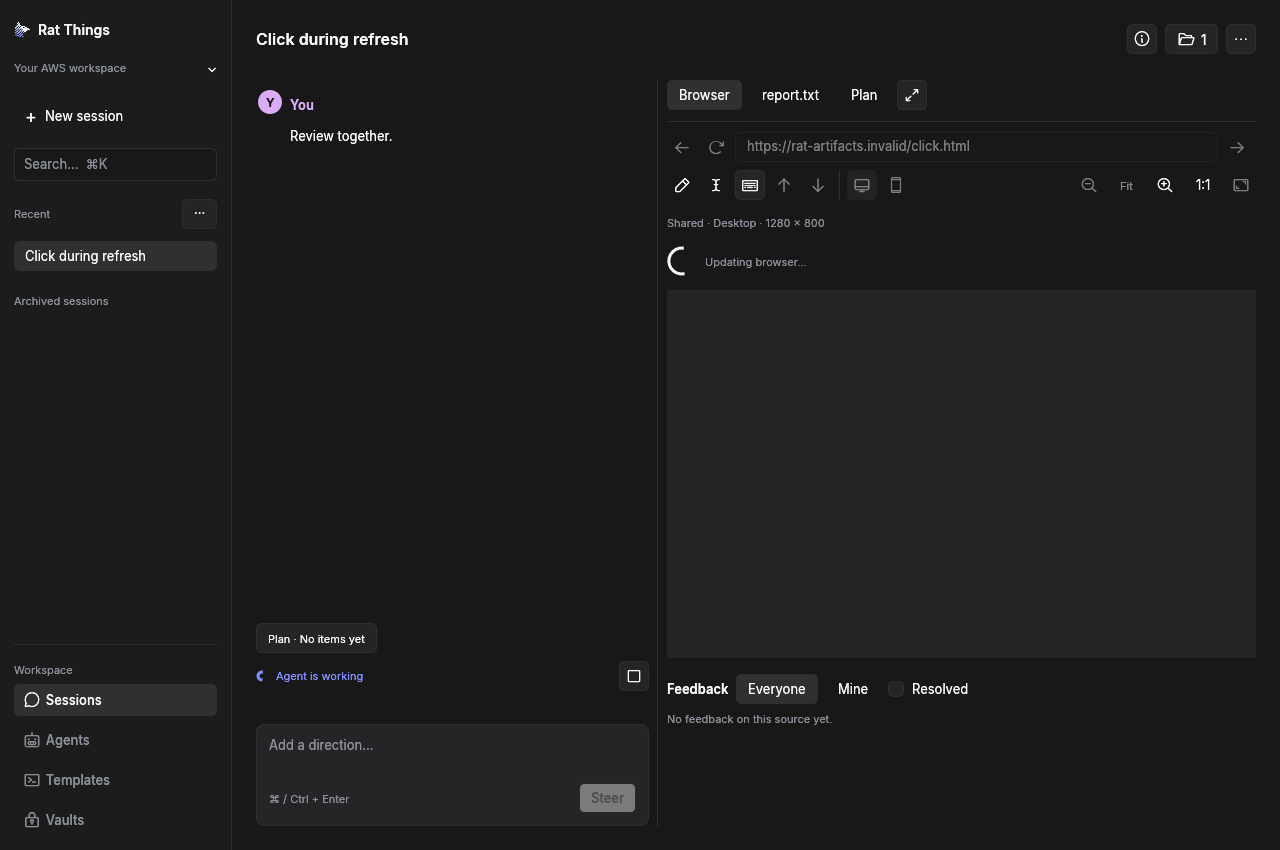 Rat Things
Your AWS workspace
+ New session
Search... ⌘K
Recent
...
Click during refresh
Archived sessions
Workspace
Sessions
Agents
Templates
Vaults
Click during refresh
1
...
Y You
Review together.
Plan · No items yet
Agent is working
Add a direction...
⌘ / Ctrl + Enter
Steer
Browser report.txt Plan
https://rat-artifacts.invalid/click.html
Fit 1:1
Shared · Desktop · 1280 × 800
Updating browser...
Feedback Everyone Mine Resolved
No feedback on this source yet.